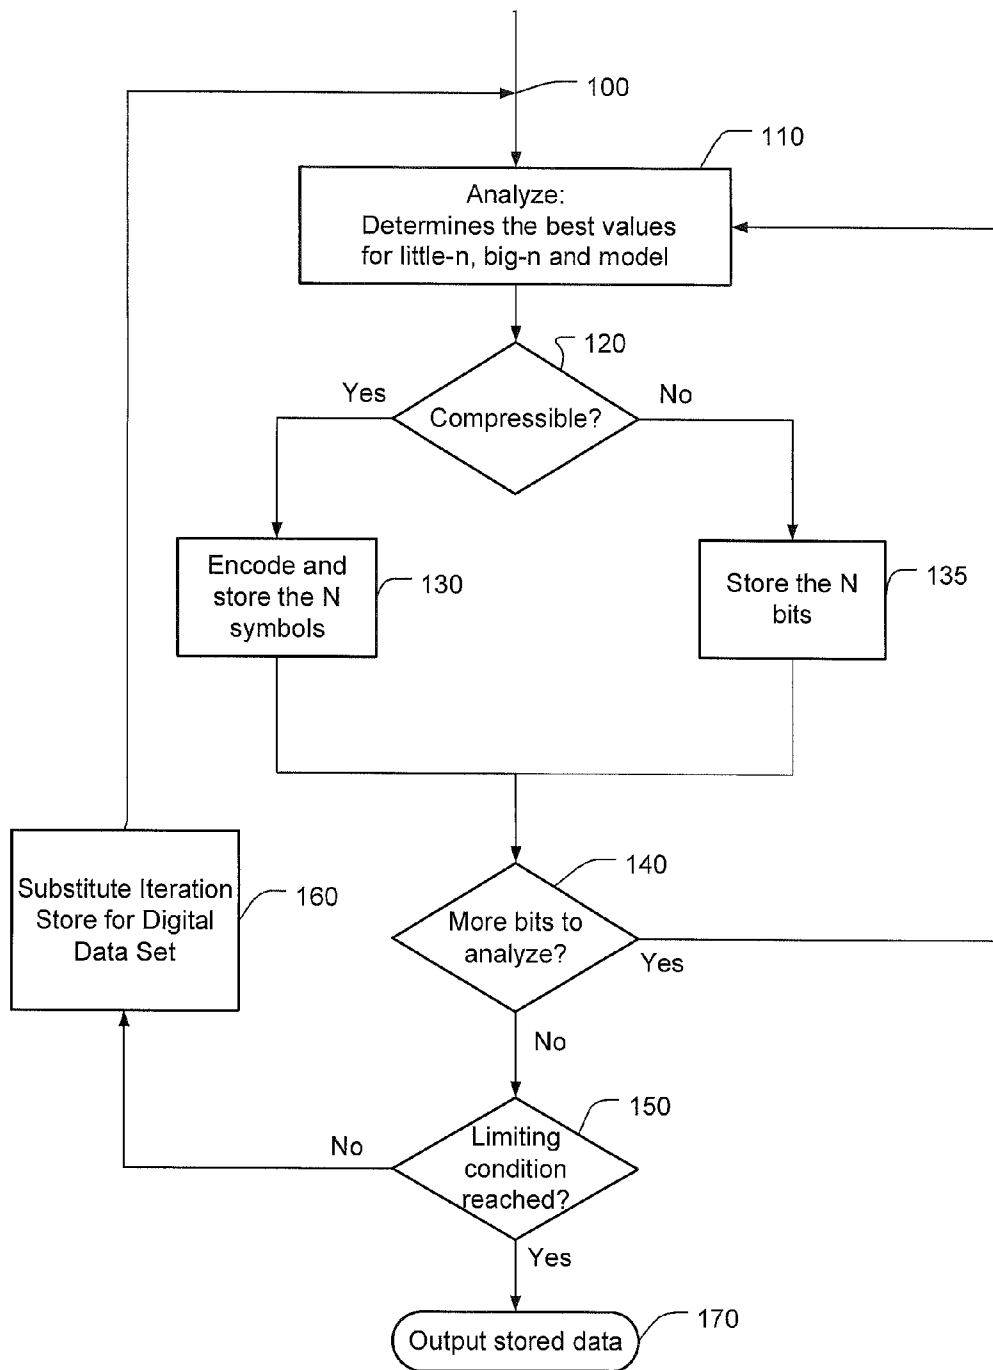 100
110
Analyze:
Determines the best values
for little-n, big-n and model
120
Yes
No
Compressible?
Encode and
store the N
symbols
130
Store the N
bits
135
140
More bits to
analyze?
Yes
Substitute Iteration
Store for Digital
Data Set
160
No
150
No
Limiting
condition
reached?
Yes
Output stored data
170